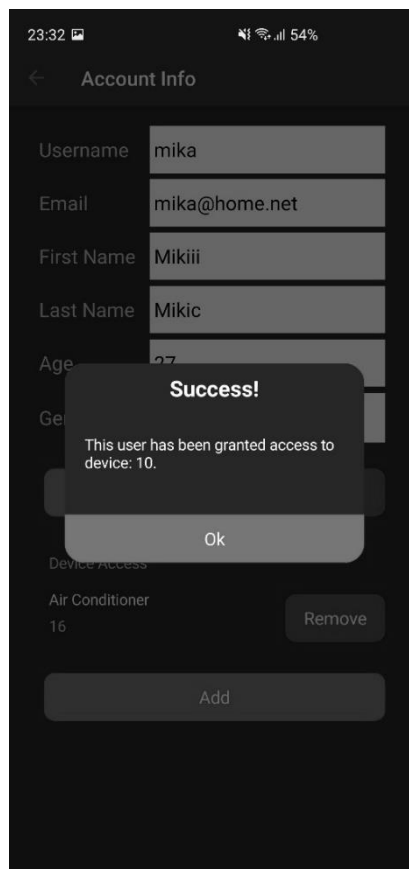 23:32 54%
Account Info
Username mika
Email mika@home.net
First Name Mikiii
Last Name Mikic
Age 27
Success!
This user has been granted access to
device: 10.
Ok
Device Access
Air Conditioner
16
Remove
Add